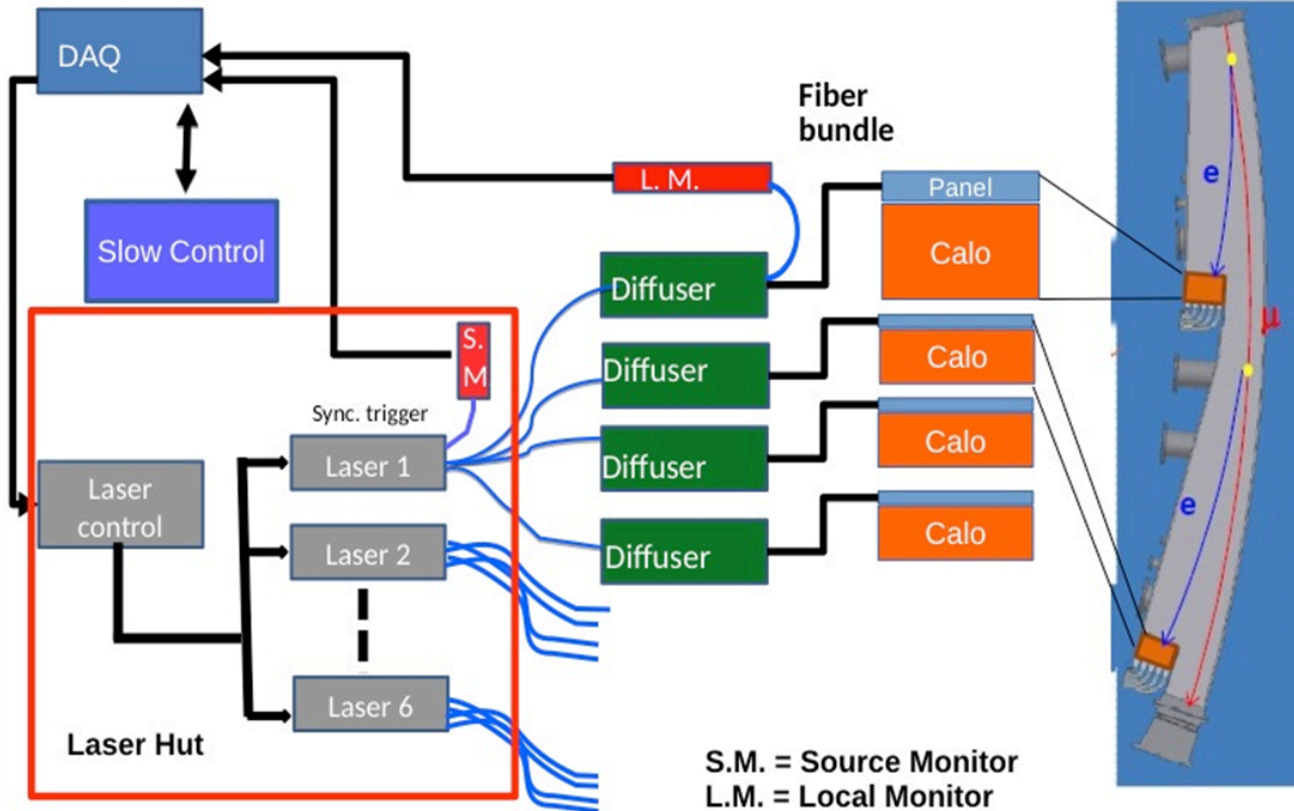 DAQ
Fiber
bundle
L. M.
Panel
e
Slow Control
Calo
Diffuser
µ
S.
M
Diffuser
Calo
Sync. trigger
Laser 1
Diffuser
Calo
Laser
control
e
Laser 2
Diffuser
Calo
Laser 6
Laser Hut
S.M. = Source Monitor
L.M. = Local Monitor